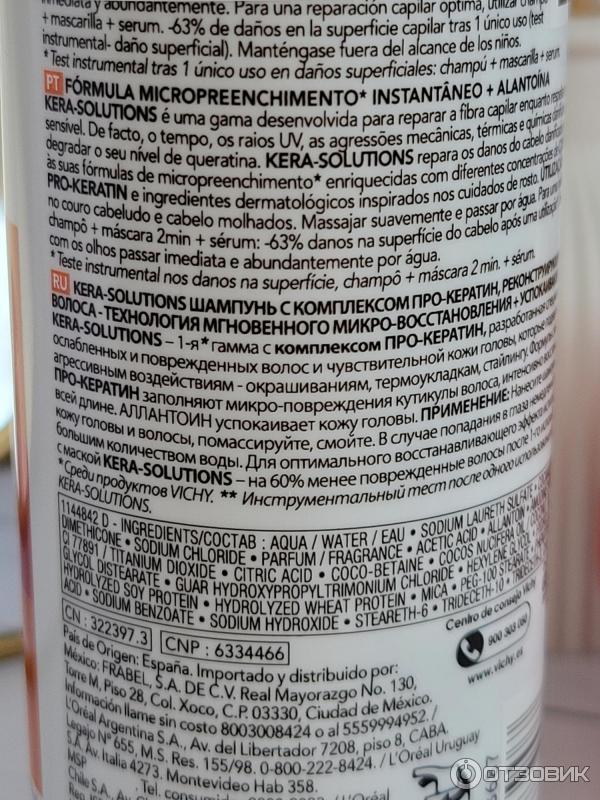 inmediata y abundantemente. Para una reparación capilar óptima, utilizar champú
+ mascarilla + serum. -63% de daños en la superficie capilar tras 1 único uso (test
instrumental- daño superficial). Manténgase fuera del alcance de los niños.
* Test instrumental tras 1 único uso en daños superficiales: champú + mascarilla + serum.
PT FÓRMULA MICROPREENCHIMENTO* INSTANTÂNEO + ALANTOÍNA
KERA-SOLUTIONS é uma gama desenvolvida para reparar a fibra capilar enquanto
sensível. De facto, o tempo, os raios UV, as agressões mecânicas, térmicas e químicas
degradar o seu nível de queratina. KERA-SOLUTIONS repara os danos do cabelo
às suas fórmulas de micropreenchimento* enriquecidas com diferentes concentrações de
PRO-KERATIN e ingredientes dermatológicos inspirados nos cuidados de rosto.
no couro cabeludo e cabelo molhados. Massajar suavemente e passar por água. Para
champô + máscara 2min + sérum: -63% danos na superfície do cabelo após uma
com os olhos passar imediata e abundantemente por água.
*Teste instrumental nos danos na superfície, champô + máscara 2 min. + sérum.
RU KERA-SOLUTIONS ШАМПУНЬ С КОМПЛЕКСОМ ПРО-КЕРАТИН,
ВОЛОСА - ТЕХНОЛОГИЯ МГНОВЕННОГО МИКРО-ВОССТАНОВЛЕНИЯ +
KERA-SOLUTIONS – 1-я* гамма с комплексом ПРО-КЕРАТИН, разработанная
ослабленных и поврежденных волос и чувствительной кожи головы, которые
агрессивным воздействиям - окрашиваниям, термоукладкам, стайлингу.
ПРО-КЕРАТИН заполняют микро-повреждения кутикулы волоса, интенсивно
всей длине. АЛЛАНТОИН успокаивает кожу головы. ПРИМЕНЕНИЕ: Нанесите
кожу головы и волосы, помассируйте, смойте. В случае попадания в глаза
большим количеством воды. Для оптимального восстанавливающего эффекта
с маской KERA-SOLUTIONS – на 60% менее поврежденные волосы после
*Среди продуктов VICHY. ** Инструментальный тест после одного
KERA-SOLUTIONS.
1144842 D - INGREDIENTS/СОСТАВ : AQUA / WATER / EAU • SODIUM LAURETH SULFATE •
DIMETHICONE • SODIUM CHLORIDE • PARFUM / FRAGRANCE • ACETIC ACID • ALLANTOIN •
CI 77891 / TITANIUM DIOXIDE • CITRIC ACID • COCO-BETAINE • COCOS NUCIFERA OIL
GLYCOL DISTEARATE • GUAR HYDROXYPROPYLTRIMONIUM CHLORIDE • HEXYLENE GLYCOL •
HYDROLYZED SOY PROTEIN • HYDROLYZED WHEAT PROTEIN • MICA • PEG-100 STEARATE •
ACID • SODIUM BENZOATE • SODIUM HYDROXIDE • STEARETH-6 • TRIDECETH-10 •
CN : 322397.3 CNP : 6334466
Centro de consejo Vichy
900 303 090
www.vichy.es
País de Origen: España. Importado y distribuido por:
México: FRABEL, S.A. DE C.V. Real Mayorazgo No. 130,
Torre M, Piso 28, Col. Xoco, C.P. 03330, Ciudad de México.
Información llame sin costo 8003008424 o al 5559994952. /
L'Oréal Argentina S.A., Av. del Libertador 7208, piso 8, CABA.
Legajo N° 655, M.S. Res. 155/98. 0-800-222-8424. / L'Oréal Uruguay
S.A. Av. Italia 4273. Montevideo Hab 358.
MSP
Chile S.A., Av.
ОТЗОВИК